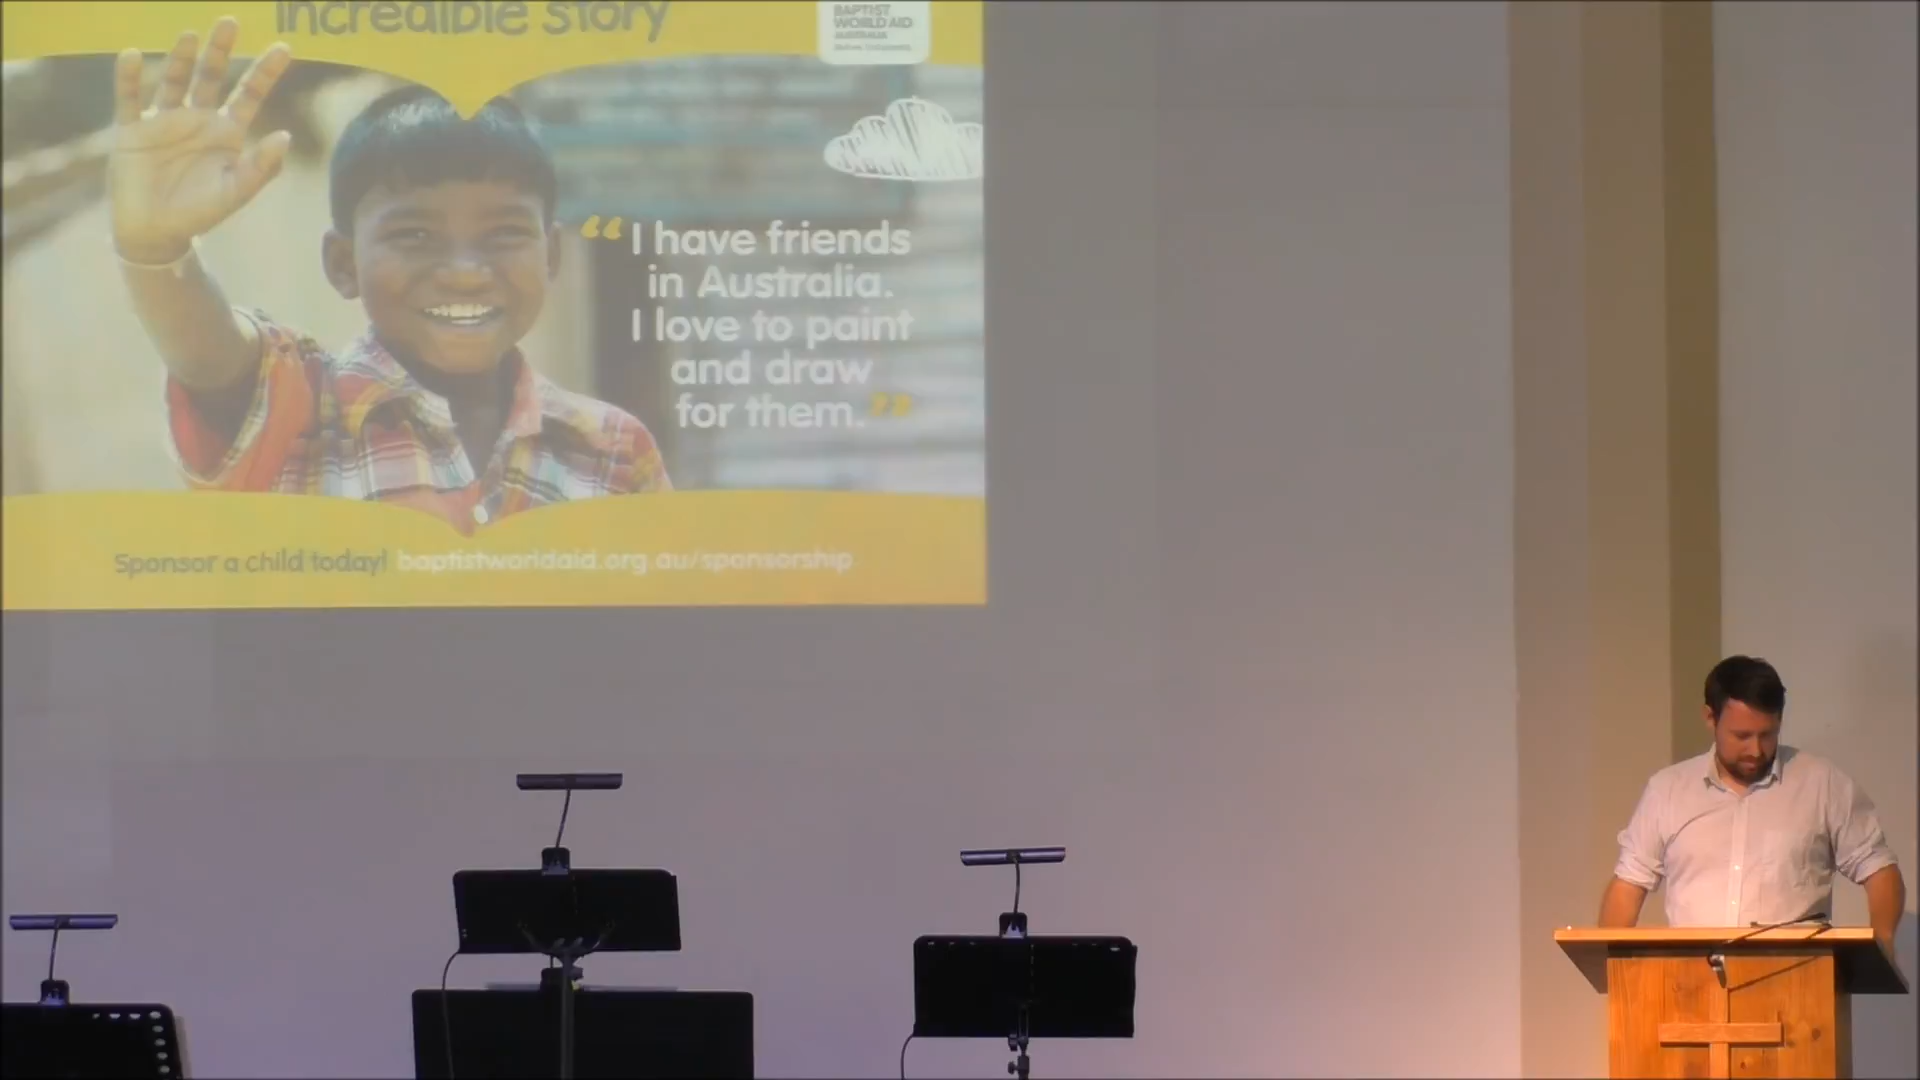 incredible story
BAPTIST
WORLD AID
AUSTRALIA
“I have friends
in Australia.
I love to paint
and draw
for them.”
Sponsor a child today! baptistworldaid.org.au/sponsorship